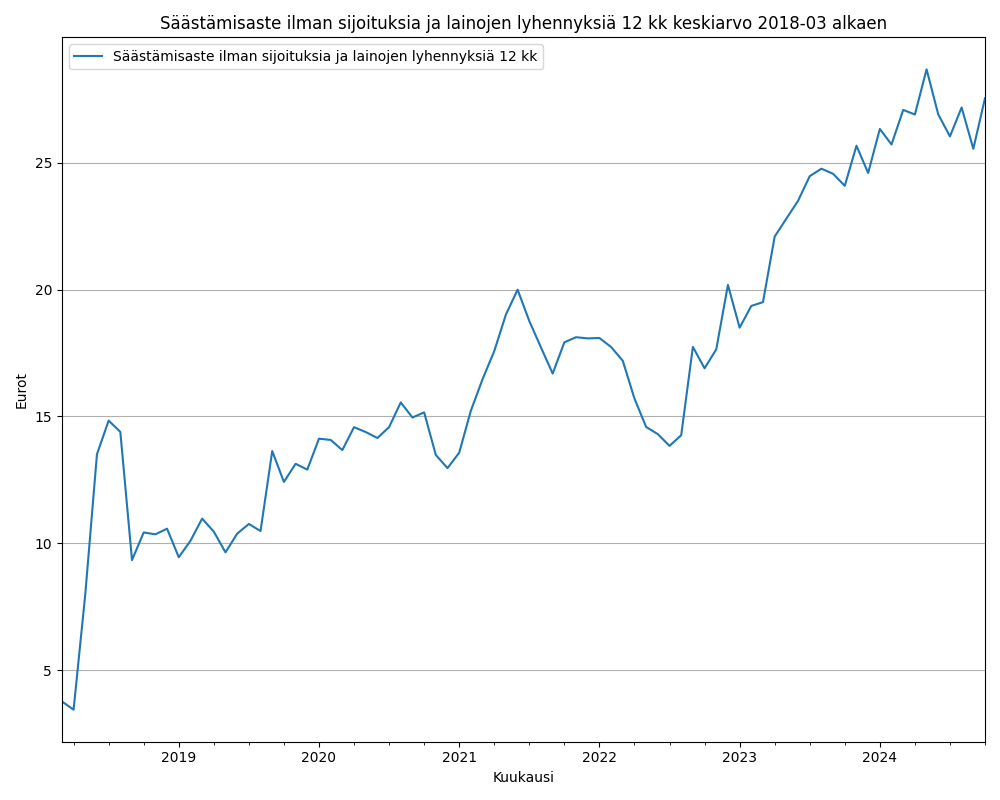 Säästämisaste ilman sijoituksia ja lainojen lyhennyksiä 12 kk keskiarvo 2018-03 alkaen
Säästämisaste ilman sijoituksia ja lainojen lyhennyksiä 12 kk
25
20
15
10
5
Eurot
2019 2020 2021 2022 2023 2024
Kuukausi